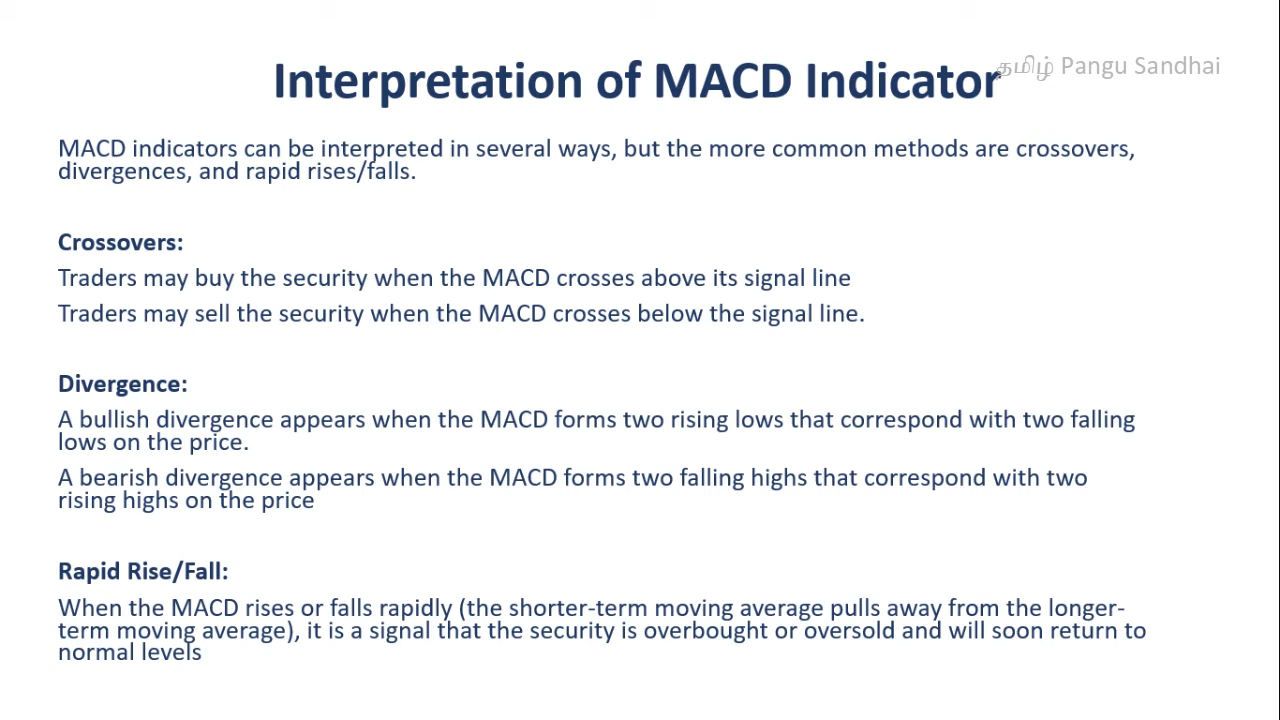 Interpretation of MACD Indicator
தமிழ் Pangu Sandhai
MACD indicators can be interpreted in several ways, but the more common methods are crossovers,
divergences, and rapid rises/falls.
Crossovers:
Traders may buy the security when the MACD crosses above its signal line
Traders may sell the security when the MACD crosses below the signal line.
Divergence:
A bullish divergence appears when the MACD forms two rising lows that correspond with two falling
lows on the price.
A bearish divergence appears when the MACD forms two falling highs that correspond with two
rising highs on the price
Rapid Rise/Fall:
When the MACD rises or falls rapidly (the shorter-term moving average pulls away from the longer-
term moving average), it is a signal that the security is overbought or oversold and will soon return to
normal levels